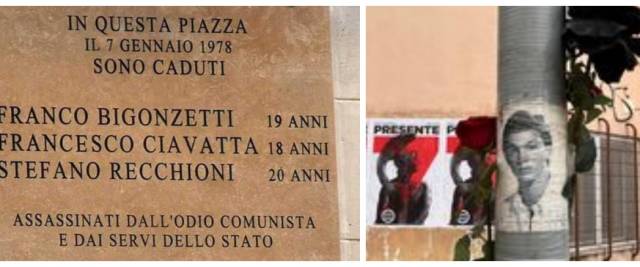 IN QUESTA PIAZZA
IL 7 GENNAIO 1978
SONO CADUTI
FRANCO BIGONZETTI 19 ANNI
FRANCESCO CIAVATTA 18 ANNI
STEFANO RECCHIONI 20 ANNI
ASSASSINATI DALL'ODIO COMUNISTA
E DAI SERVI DELLO STATO
PRESENTE
P